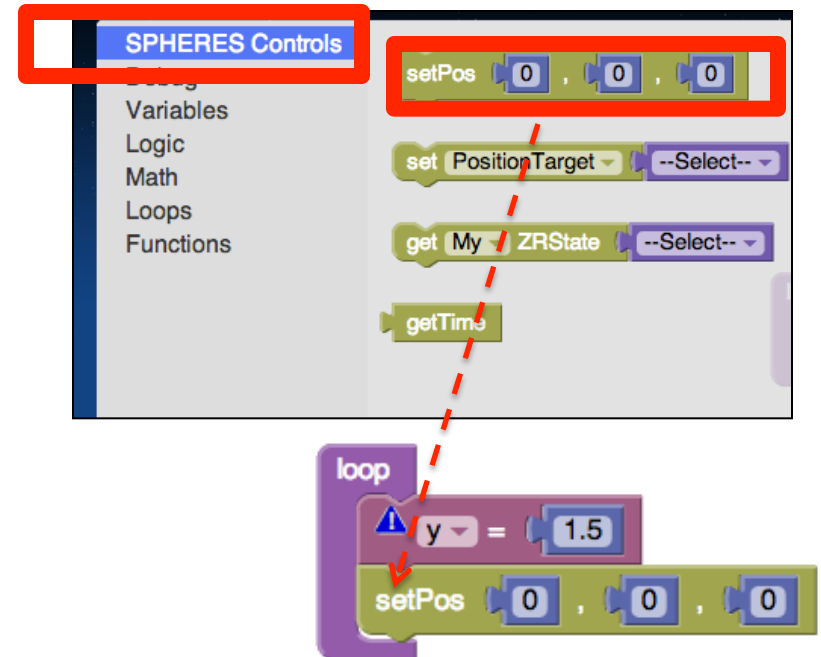 SPHERES Controls
Debug
Variables
Logic
Math
Loops
Functions
setPos 0 , 0 , 0
set PositionTarget --Select--
get My ZRState --Select--
getTime
loop
y = 1.5
setPos 0 , 0 , 0